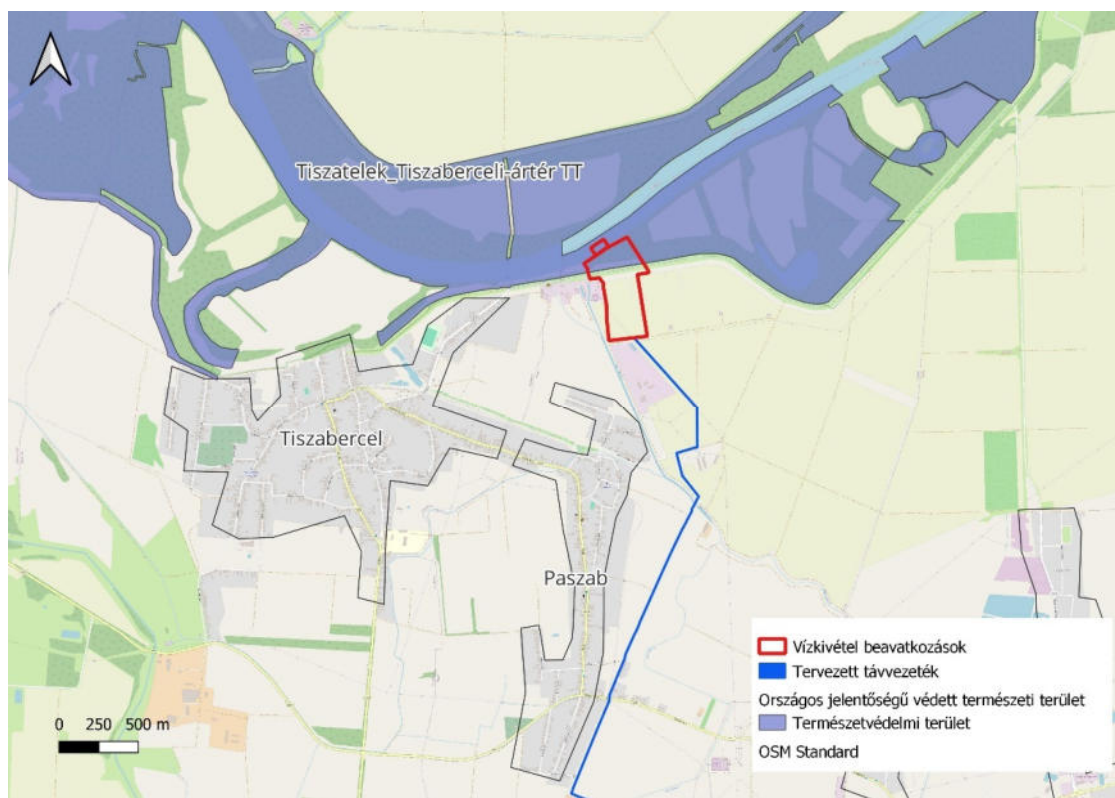 Tiszatelek_Tiszaberceli-ártér TT
Tiszabercel
Paszab
0 250 500 m
Vízkivétel beavatkozások
Tervezett távvezeték
Országos jelentőségű védett természeti terület
Természetvédelmi terület
OSM Standard